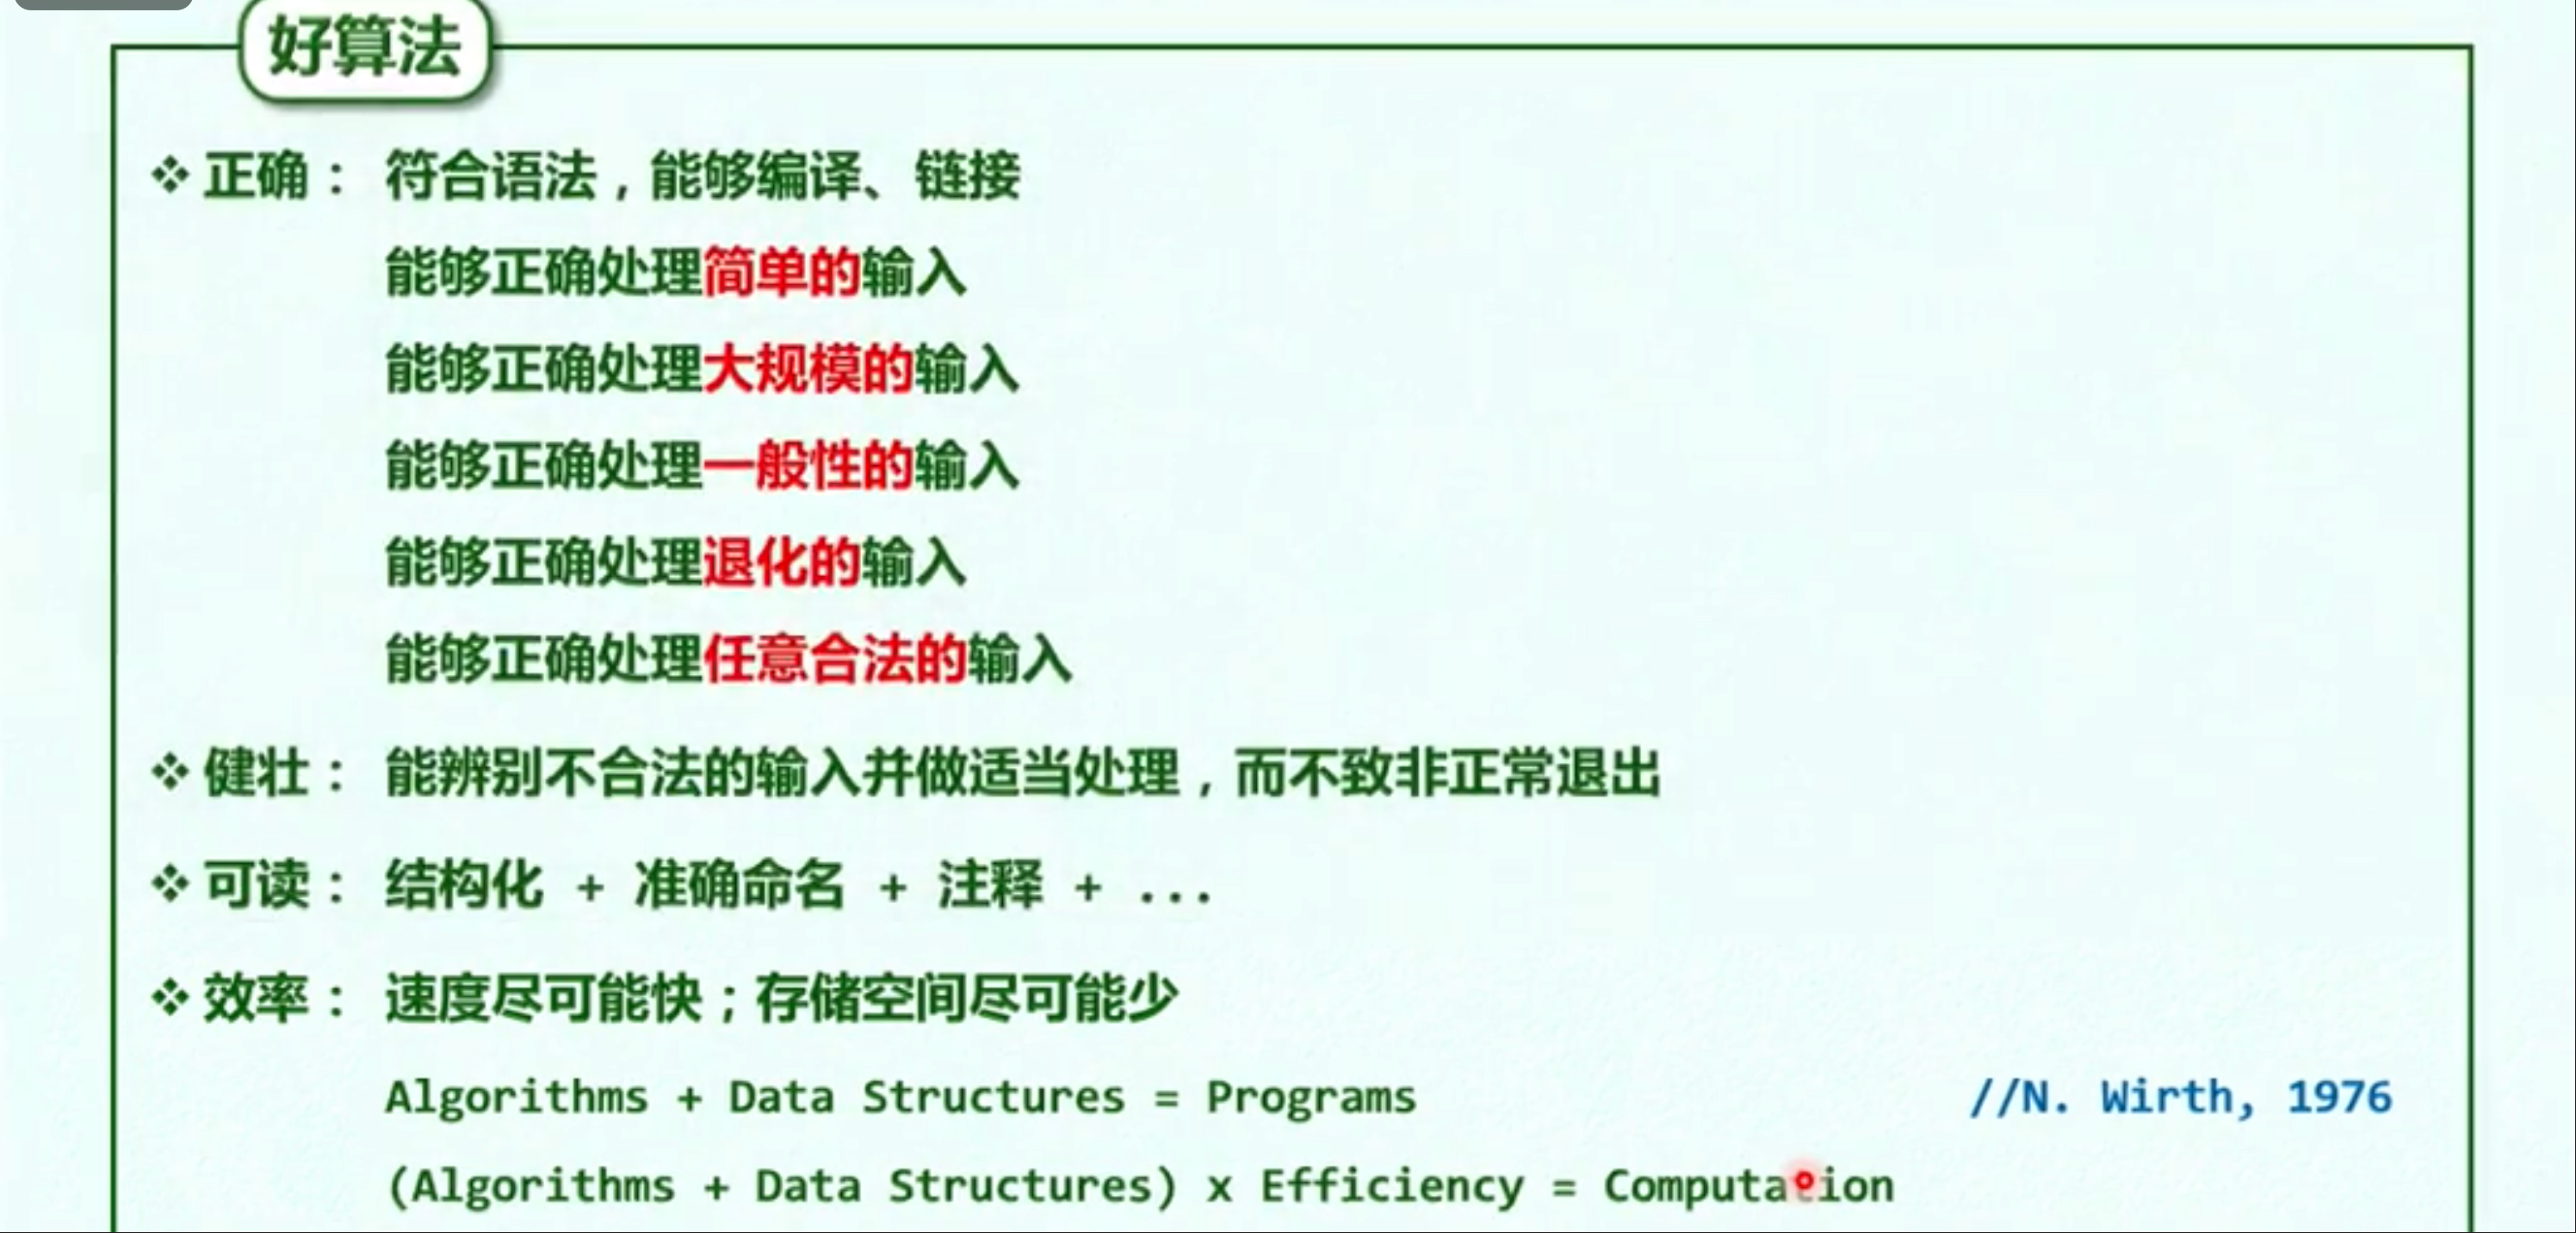 好算法
❖ 正确： 符合语法，能够编译、链接
能够正确处理简单的输入
能够正确处理大规模的输入
能够正确处理一般性的输入
能够正确处理退化的输入
能够正确处理任意合法的输入
❖ 健壮： 能辨别不合法的输入并做适当处理，而不致非正常退出
❖ 可读： 结构化 + 准确命名 + 注释 + ...
❖ 效率： 速度尽可能快；存储空间尽可能少
Algorithms + Data Structures = Programs //N. Wirth, 1976
(Algorithms + Data Structures) x Efficiency = Computation